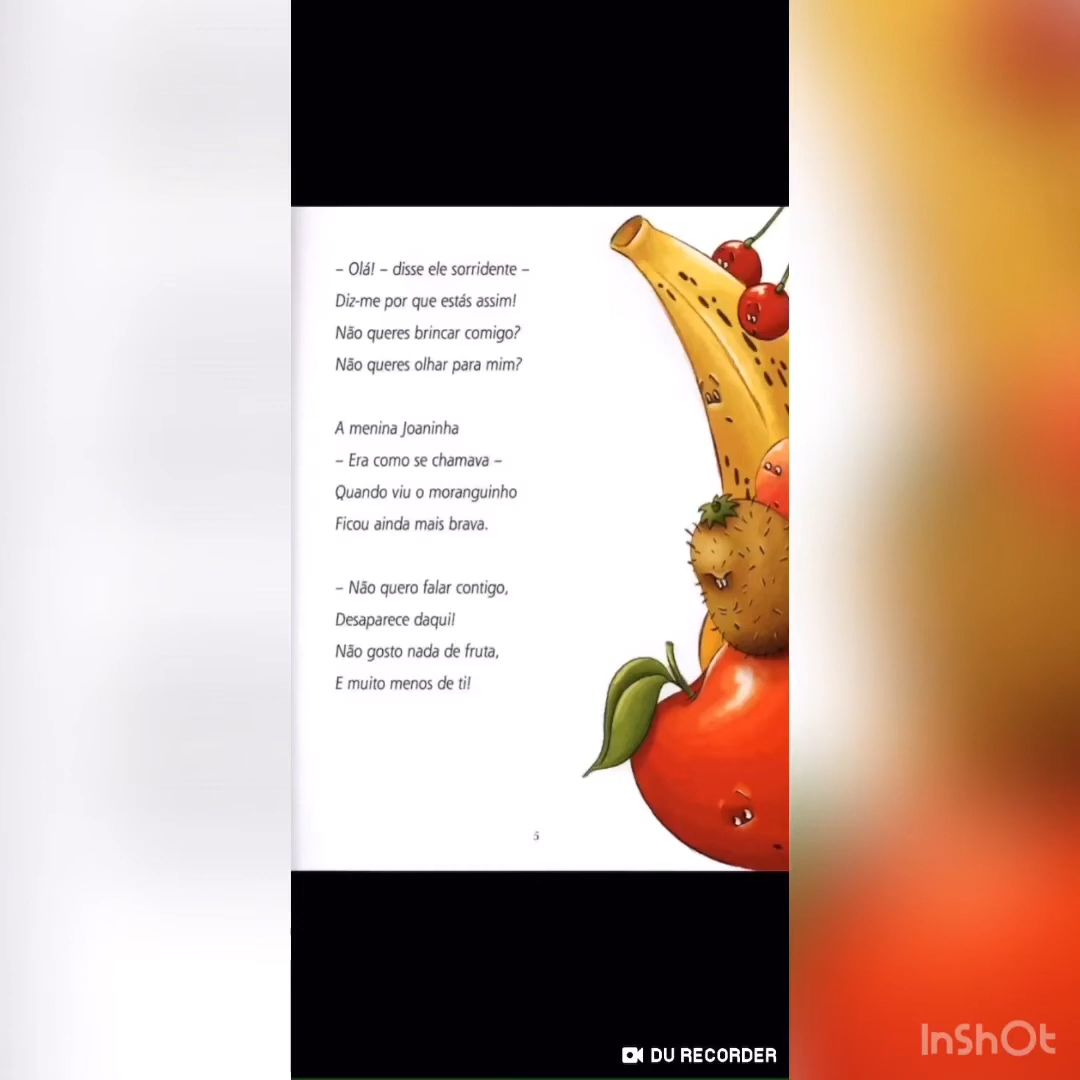 – Olá! – disse ele sorridente –
Diz-me por que estás assim!
Não queres brincar comigo?
Não queres olhar para mim?
A menina Joaninha
– Era como se chamava –
Quando viu o moranguinho
Ficou ainda mais brava.
– Não quero falar contigo,
Desaparece daqui!
Não gosto nada de fruta,
E muito menos de ti!
5
DU RECORDER
InShOt